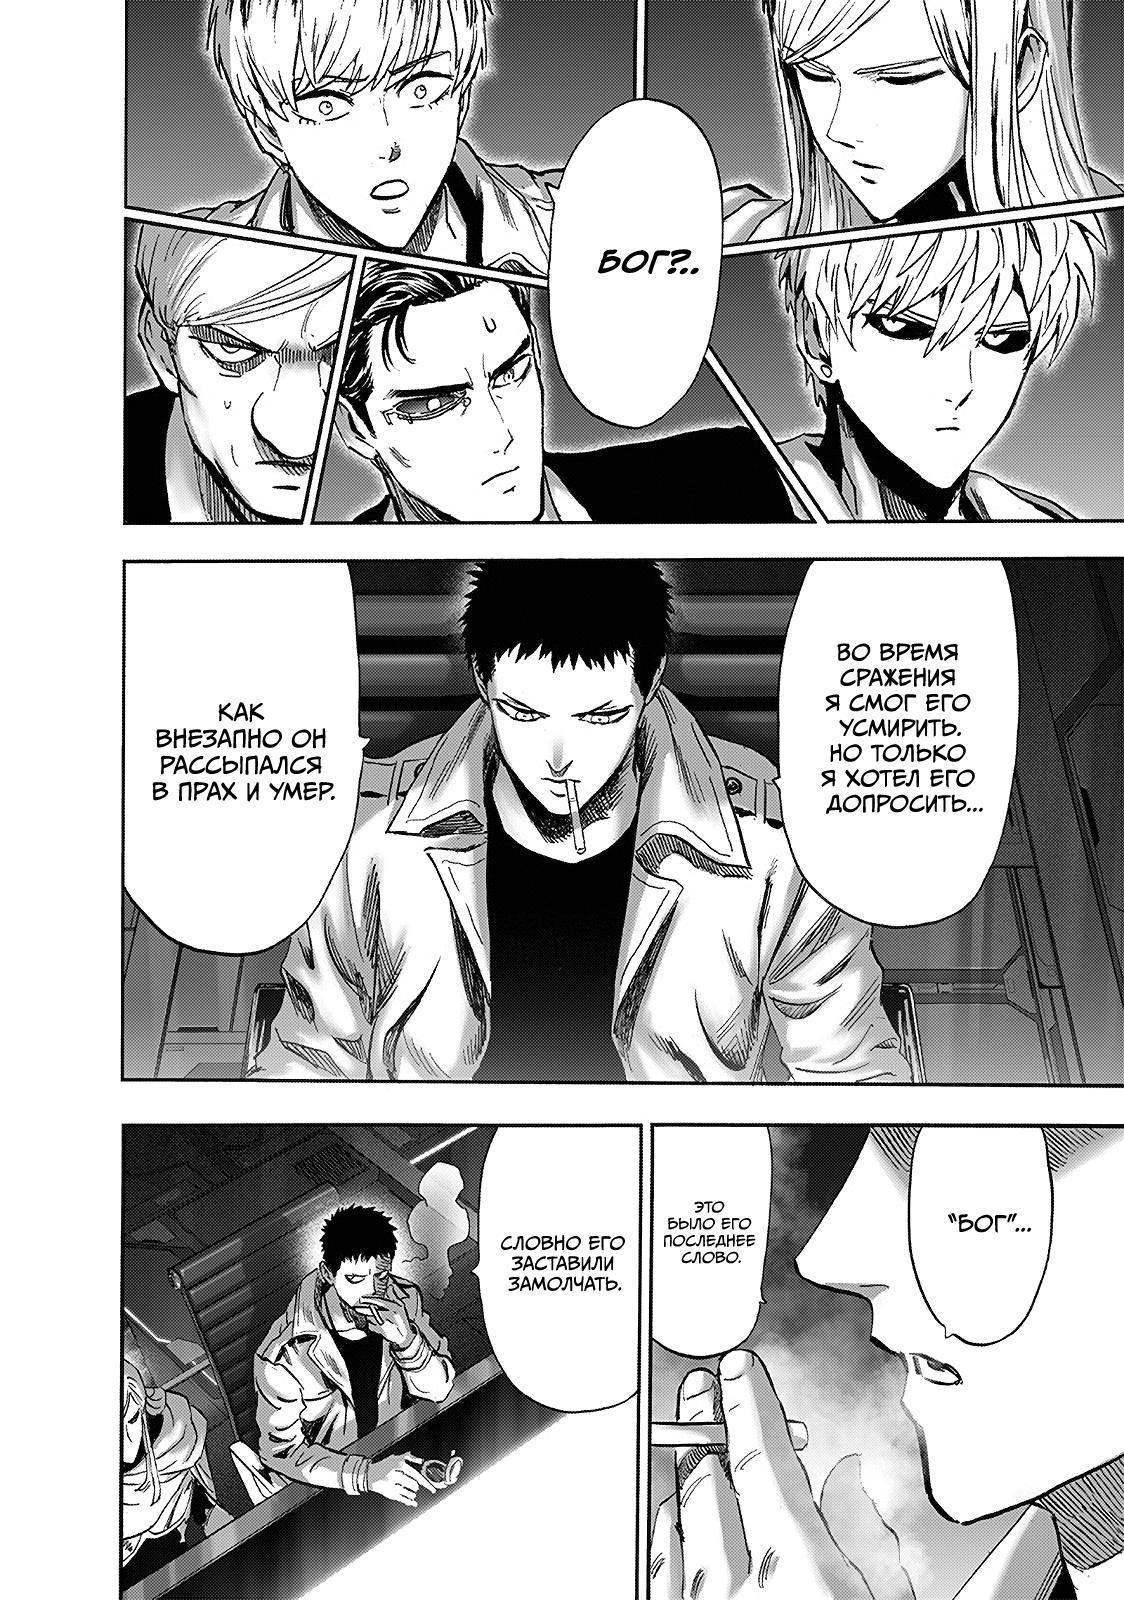 БОГ?..
ВО ВРЕМЯ
СРАЖЕНИЯ
Я СМОГ ЕГО
УСМИРИТЬ.
НО ТОЛЬКО
Я ХОТЕЛ ЕГО
ДОПРОСИТЬ...
КАК
ВНЕЗАПНО ОН
РАССЫПАЛСЯ
В ПРАХ И УМЕР.
"БОГ"...
ЭТО
БЫЛО ЕГО
ПОСЛЕДНЕЕ
СЛОВО.
СЛОВНО ЕГО
ЗАСТАВИЛИ
ЗАМОЛЧАТЬ.